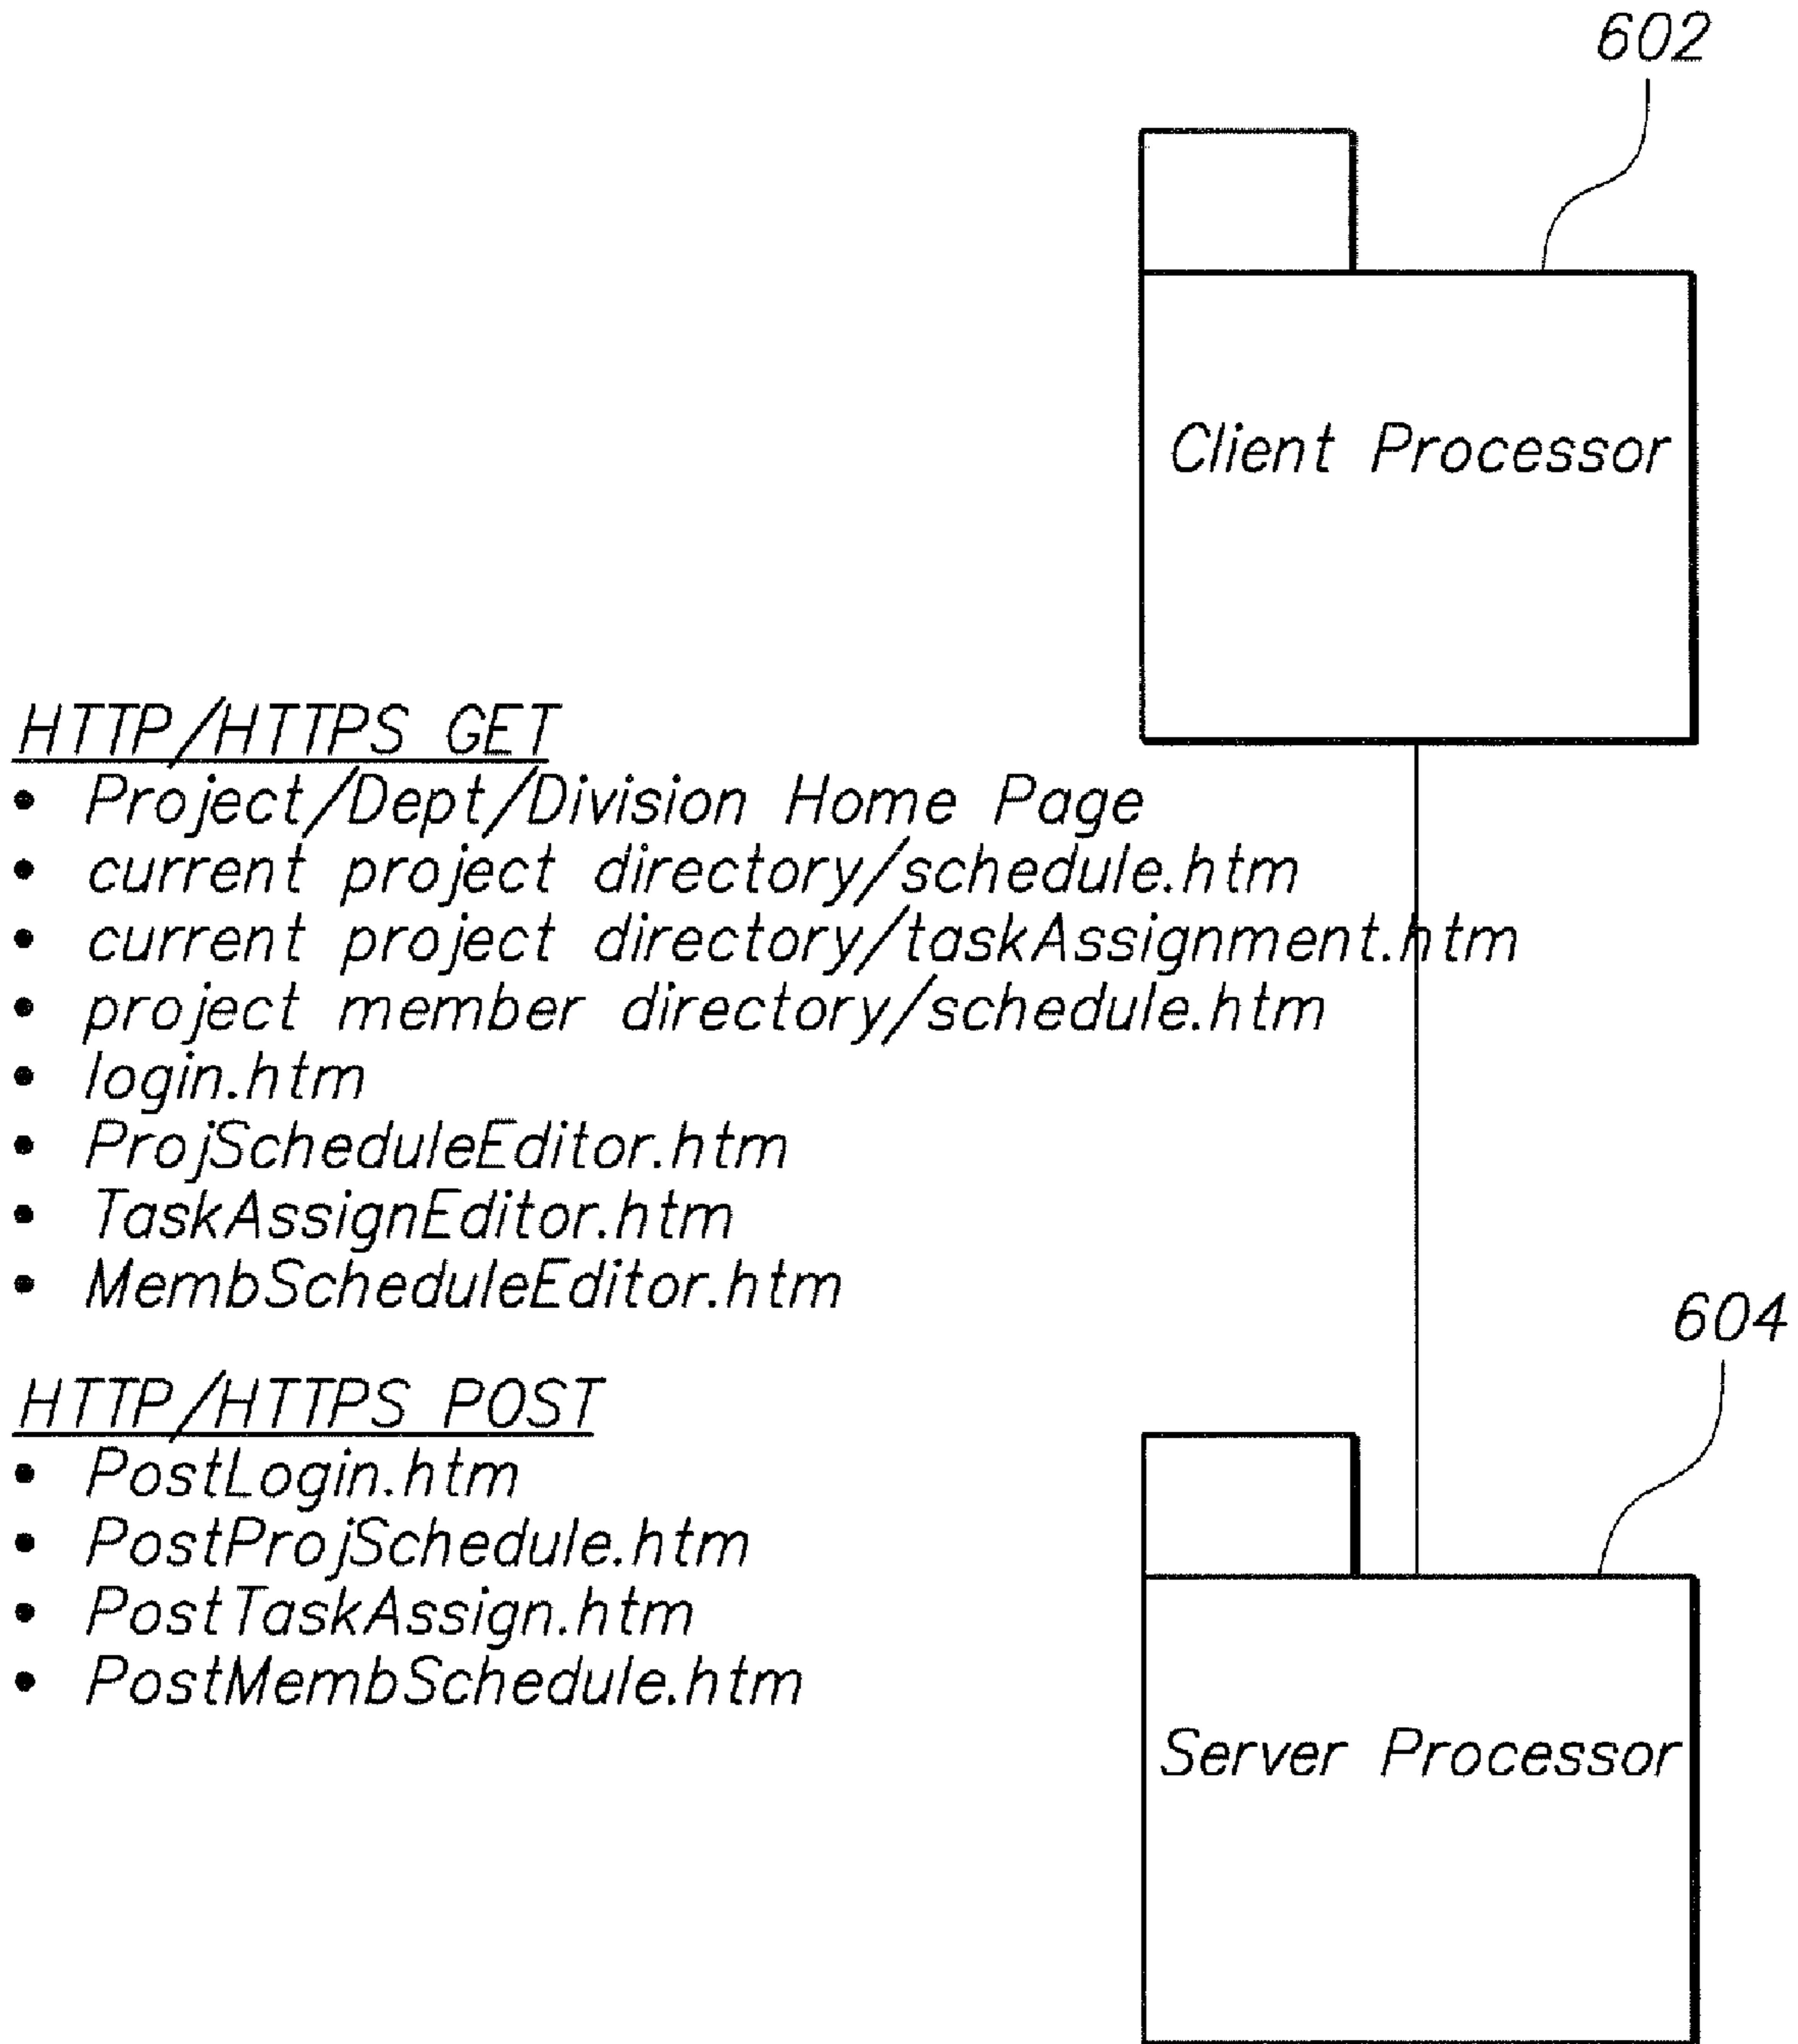 602
Client Processor
HTTP/HTTPS GET
• Project/Dept/Division Home Page
• current project directory/schedule.htm
• current project directory/taskAssignment.htm
• project member directory/schedule.htm
• login.htm
• ProjScheduleEditor.htm
• TaskAssignEditor.htm
• MembScheduleEditor.htm
604
HTTP/HTTPS POST
• PostLogin.htm
• PostProjSchedule.htm
• PostTaskAssign.htm
• PostMembSchedule.htm
Server Processor